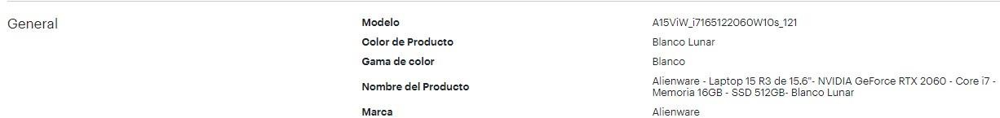 General
Modelo A15ViW_i7165122060W10s_121
Color de Producto Blanco Lunar
Gama de color Blanco
Nombre del Producto Alienware - Laptop 15 R3 de 15.6"- NVIDIA GeForce RTX 2060 - Core i7 -
Memoria 16GB - SSD 512GB- Blanco Lunar
Marca Alienware